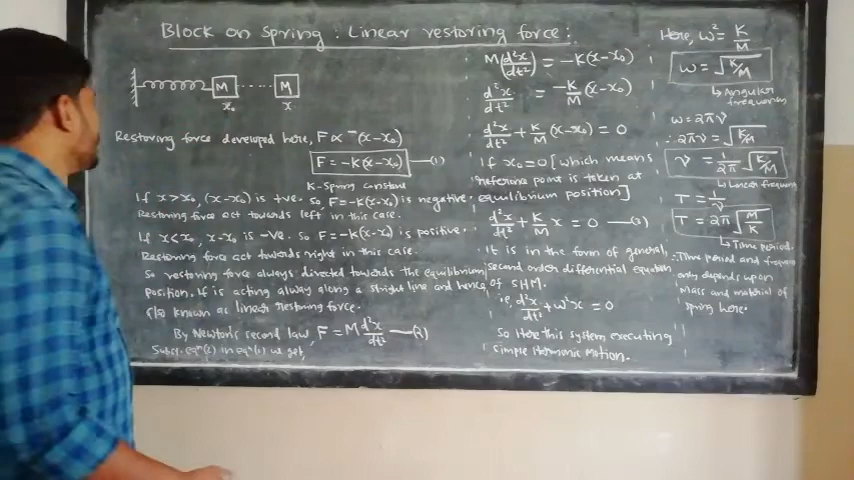 Block on Spring : Linear restoring force :
M M
x₀ x
Restoring force developed here, F ∝ -(x-x₀)
F = -K(x-x₀) —(1)
K-Spring constant
If x>x₀, (x-x₀) is +ve. so F=-K(x-x₀) is negative.
Restoring force act towards left in this case.
If x<x₀, x-x₀ is -ve. So F=-K(x-x₀) is positive.
Restoring force act towards right in this case.
So restoring force always directed towards the equilibrium
position. If is acting alway along a straight line and hence
known as linear restoring force.
By Newton's second law, F = M d²x/dt² —(2)
eqⁿ(2) in eqⁿ(1) we get,
M(d²x/dt²) = -K(x-x₀)
d²x/dt² = -K/M (x-x₀)
d²x/dt² + K/M (x-x₀) = 0
If x₀=0 [which means
reference point is taken at
equilibrium position]
d²x/dt² + K/M x = 0 —(3)
It is in the form of general
second order differential equation
of SHM.
i.e, d²x/dt² + ω²x = 0
So Here this system executing
Simple Harmonic Motion.
Here, ω² = K/M
ω = √K/M
↳ Angular
frequency
ω = 2πν
∴ 2πν = √K/M
ν = 1/2π √K/M
↳ Linear frequency
T = 1/ν
T = 2π √M/K
↳ Time period.
∴ Time period and frequency
only depends upon
Mass and material of
spring here.